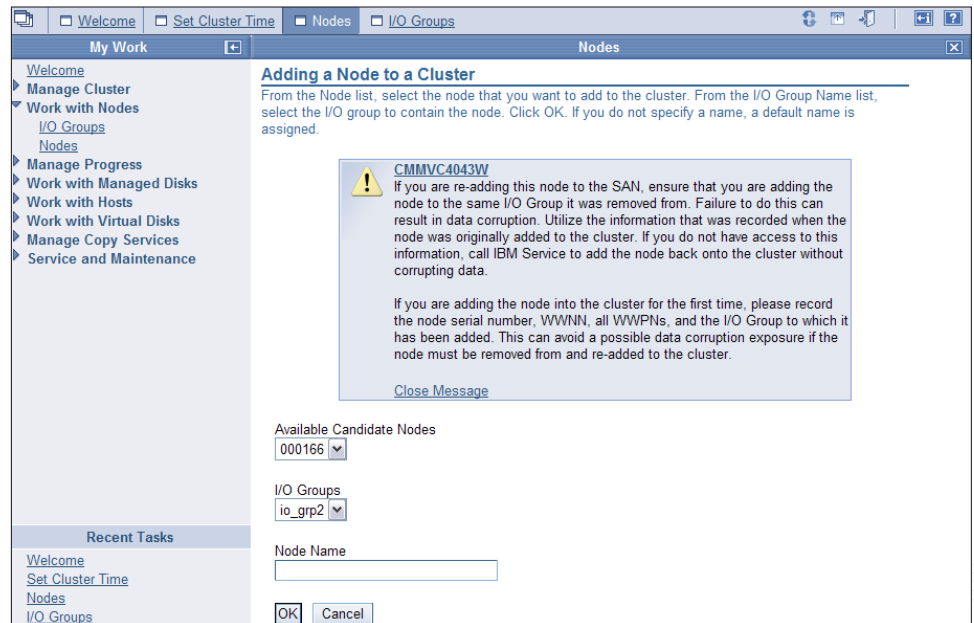 Welcome
Set Cluster Time
Nodes
I/O Groups
?
My Work
Nodes
Welcome
Manage Cluster
Work with Nodes
I/O Groups
Nodes
Manage Progress
Work with Managed Disks
Work with Hosts
Work with Virtual Disks
Manage Copy Services
Service and Maintenance
Recent Tasks
Welcome
Set Cluster Time
Nodes
I/O Groups
Adding a Node to a Cluster
From the Node list, select the node that you want to add to the cluster. From the I/O Group Name list,
select the I/O group to contain the node. Click OK. If you do not specify a name, a default name is
assigned.
CMMVC4043W
If you are re-adding this node to the SAN, ensure that you are adding the
node to the same I/O Group it was removed from. Failure to do this can
result in data corruption. Utilize the information that was recorded when the
node was originally added to the cluster. If you do not have access to this
information, call IBM Service to add the node back onto the cluster without
corrupting data.
If you are adding the node into the cluster for the first time, please record
the node serial number, WWNN, all WWPNs, and the I/O Group to which it
has been added. This can avoid a possible data corruption exposure if the
node must be removed from and re-added to the cluster.
Close Message
Available Candidate Nodes
000166
I/O Groups
io_grp2
Node Name
OK
Cancel